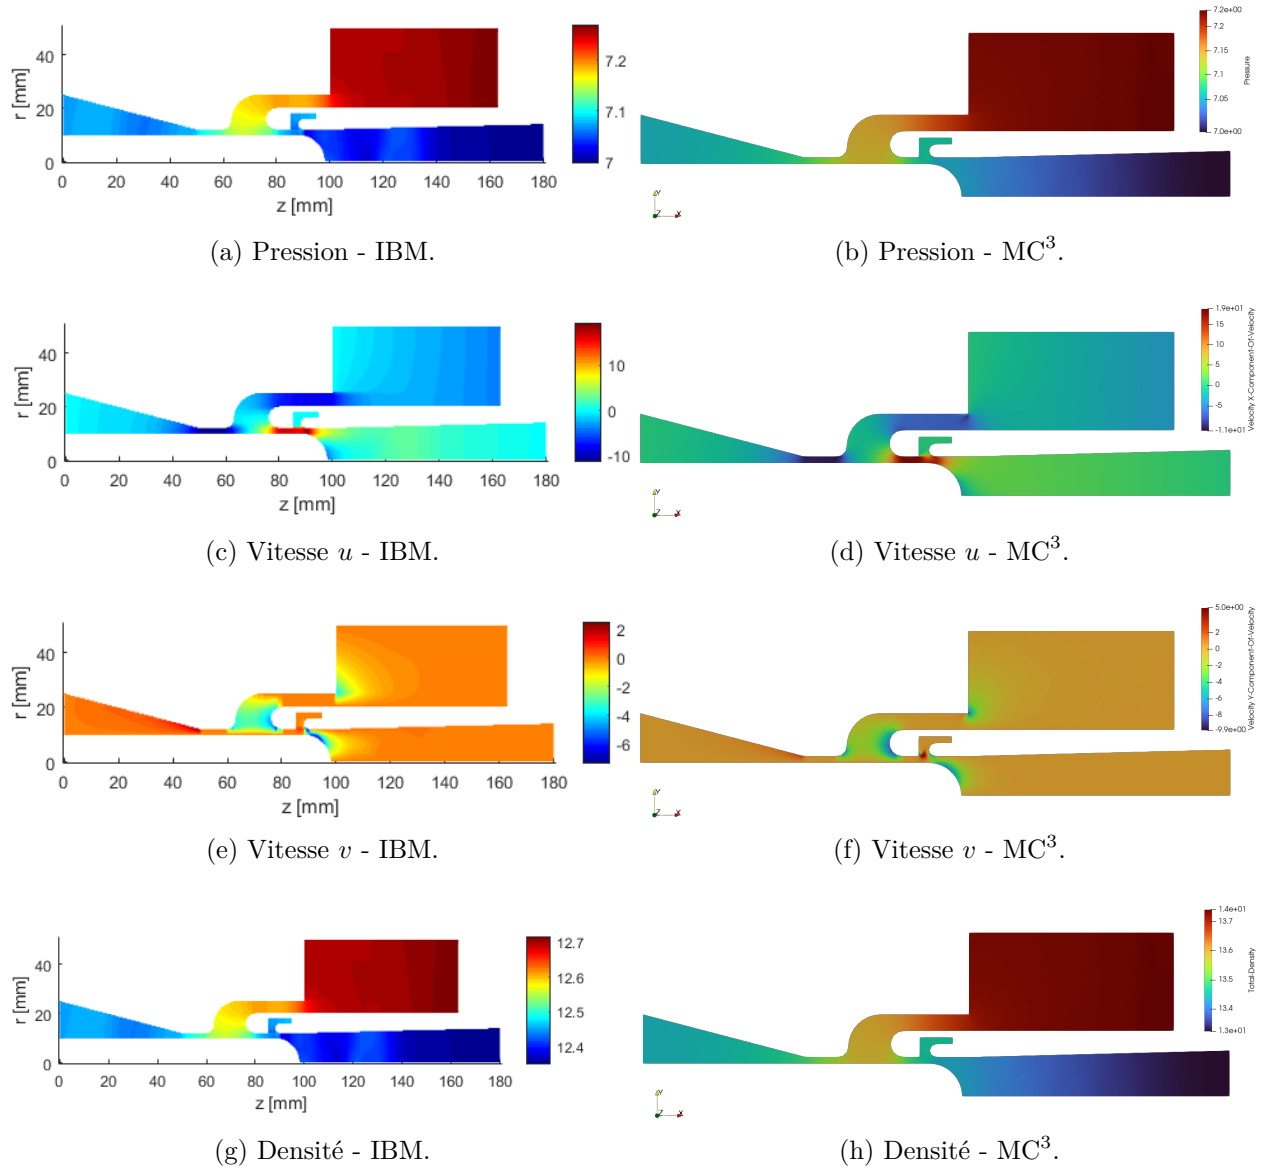 r [mm]
40
20
0
0 20 40 60 80 100 120 140 160 180
z [mm]
7.2
7.1
7
7.2e+00
7.15
7.1
7.05
7.0e+00
Pressure
Y
Z X
(a) Pression - IBM.
(b) Pression - MC³.
r [mm]
40
20
0
0 20 40 60 80 100 120 140 160 180
z [mm]
10
0
-10
1.9e+01
15
10
5
0
-5
-1.1e+01
Velocity X-Component-Of-Velocity
Y
Z X
(c) Vitesse u - IBM.
(d) Vitesse u - MC³.
r [mm]
40
20
0
0 20 40 60 80 100 120 140 160 180
z [mm]
2
0
-2
-4
-6
5.0e+00
2
0
-2
-4
-6
-8
-9.9e+00
Velocity Y-Component-Of-Velocity
Y
Z X
(e) Vitesse v - IBM.
(f) Vitesse v - MC³.
r [mm]
40
20
0
0 20 40 60 80 100 120 140 160 180
z [mm]
12.7
12.6
12.5
12.4
1.4e+01
13.7
13.6
13.5
13.4
1.3e+01
Total-Density
Y
Z X
(g) Densité - IBM.
(h) Densité - MC³.